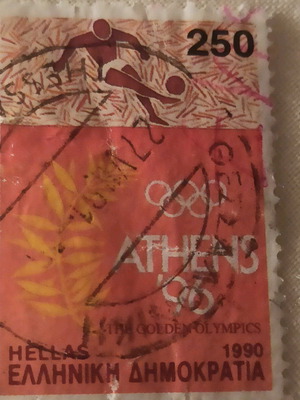 250
ATHENS
96
THE GOLDEN OLYMPICS
HELLAS 1990
ΕΛΛΗΝΙΚΗ ΔΗΜΟΚΡΑΤΙΑ